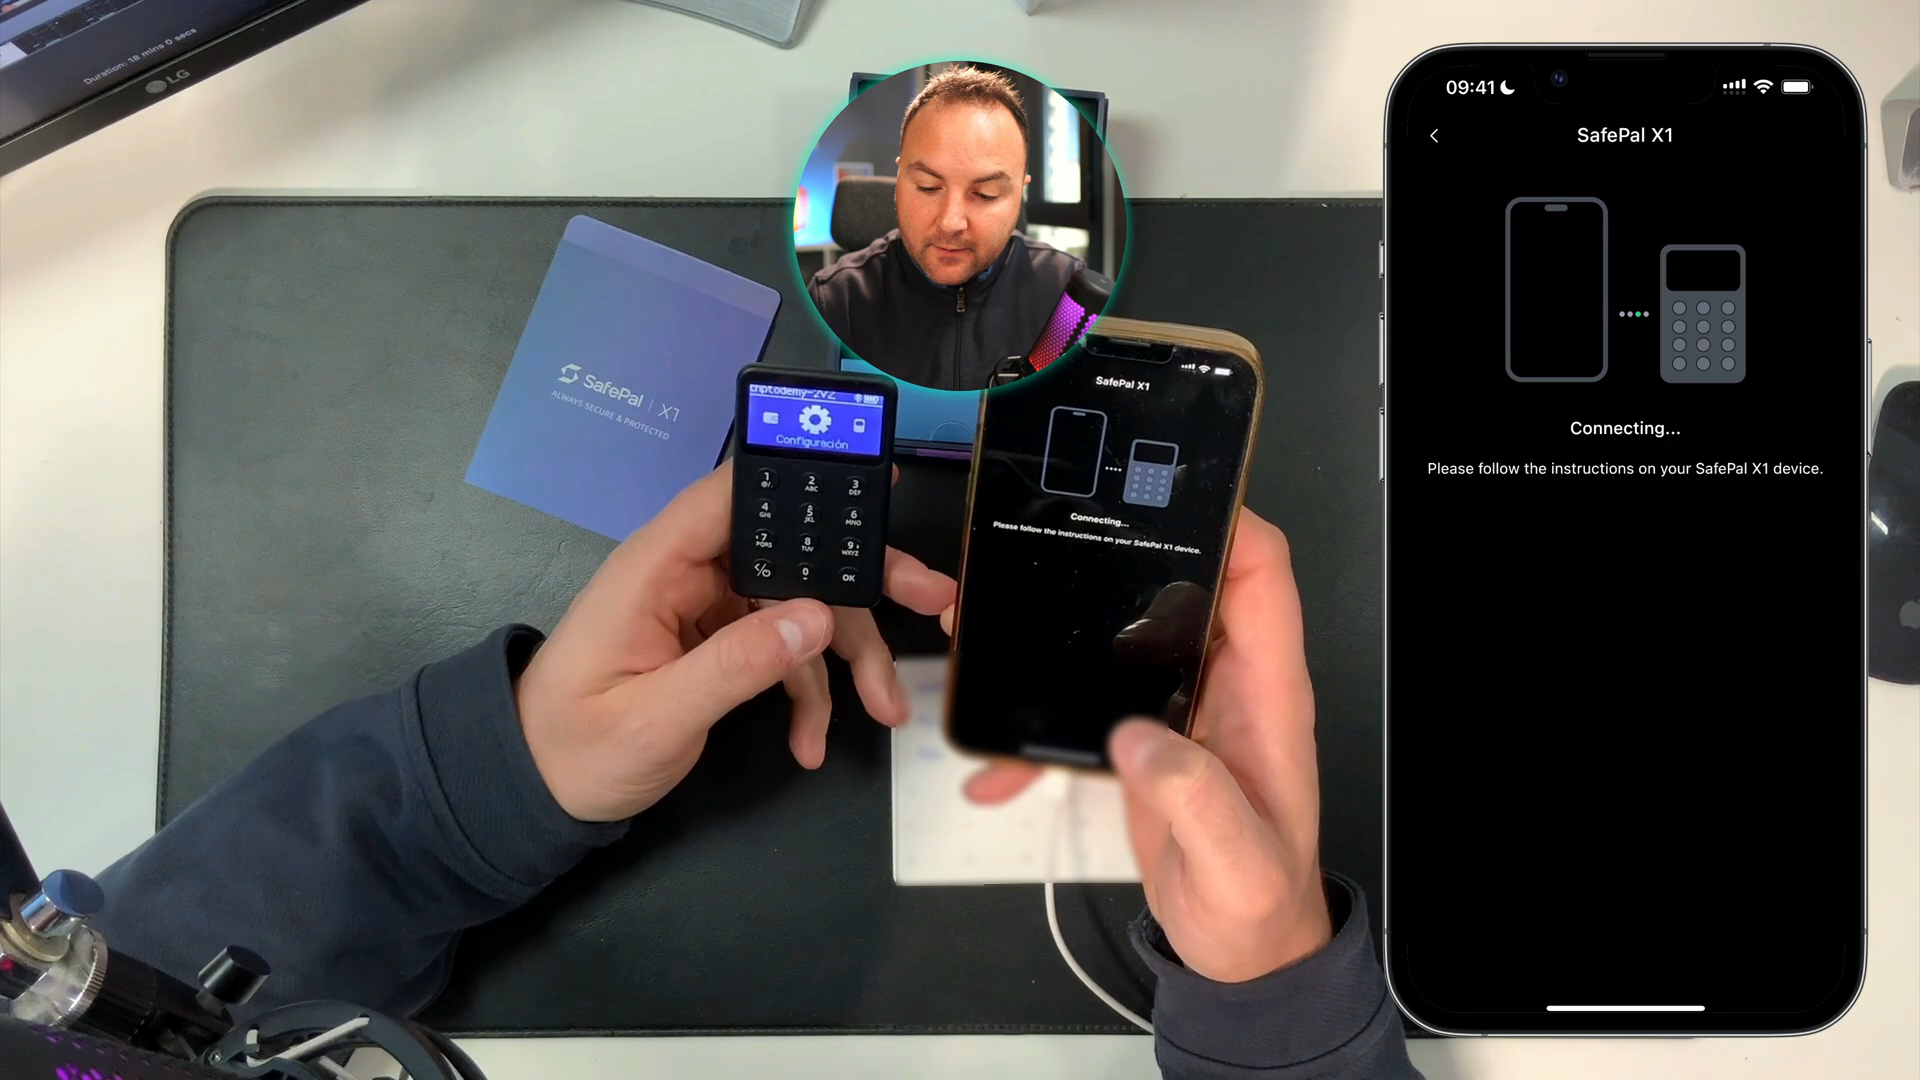 Duration: 18 mins 0 secs
LG
SafePal | X1
ALWAYS SECURE & PROTECTED
Configuración
1
2
ABC
3
DEF
4
GHI
5
JKL
6
MNO
7
PQRS
8
TUV
9
WXYZ
0
OK
SafePal X1
Connecting...
Please follow the instructions on your SafePal X1 device.
09:41
SafePal X1
Connecting...
Please follow the instructions on your SafePal X1 device.